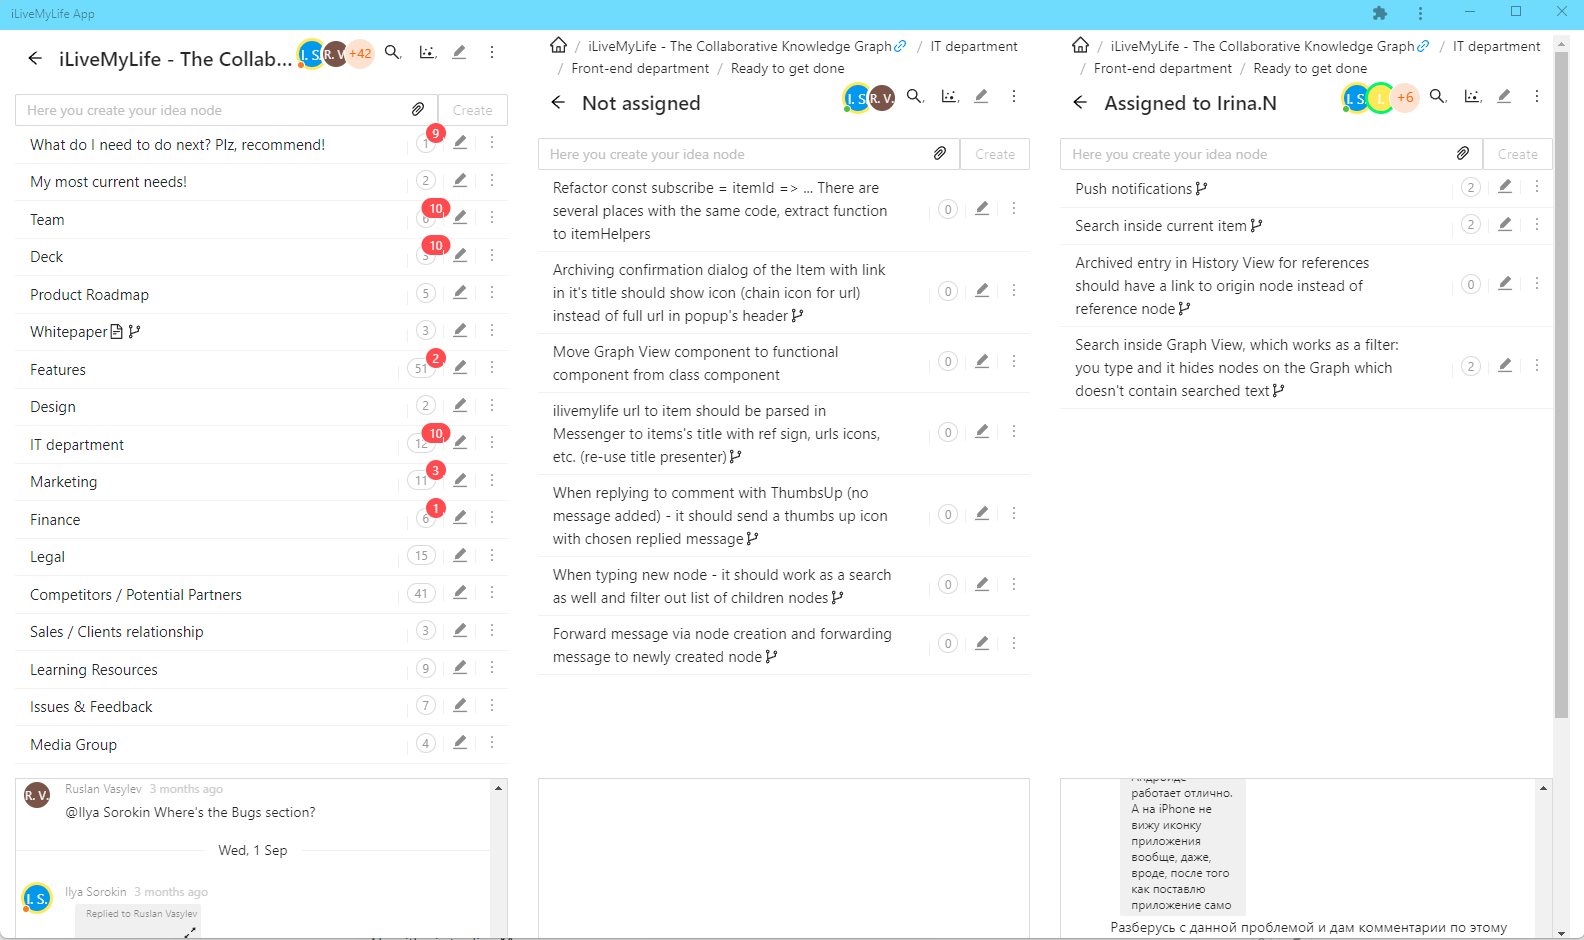 iLiveMyLife App
iLiveMyLife - The Collab...
I. S.
R. V.
+42
Here you create your idea node
Create
What do I need to do next? Plz, recommend!
1
9
My most current needs!
2
Team
6
10
Deck
3
10
Product Roadmap
5
Whitepaper
3
Features
51
2
Design
2
IT department
12
10
Marketing
11
3
Finance
6
1
Legal
15
Competitors / Potential Partners
41
Sales / Clients relationship
3
Learning Resources
9
Issues & Feedback
7
Media Group
4
R. V.
Ruslan Vasylev 3 months ago
@Ilya Sorokin Where's the Bugs section?
Wed, 1 Sep
I. S.
Ilya Sorokin 3 months ago
Replied to Ruslan Vasylev
/ iLiveMyLife - The Collaborative Knowledge Graph / IT department
/ Front-end department / Ready to get done
Not assigned
I. S.
R. V.
Here you create your idea node
Create
Refactor const subscribe = itemId => ... There are
several places with the same code, extract function
to itemHelpers
0
Archiving confirmation dialog of the Item with link
in it's title should show icon (chain icon for url)
instead of full url in popup's header
0
Move Graph View component to functional
component from class component
0
ilivemylife url to item should be parsed in
Messenger to items's title with ref sign, urls icons,
etc. (re-use title presenter)
0
When replying to comment with ThumbsUp (no
message added) - it should send a thumbs up icon
with chosen replied message
0
When typing new node - it should work as a search
as well and filter out list of children nodes
0
Forward message via node creation and forwarding
message to newly created node
0
/ iLiveMyLife - The Collaborative Knowledge Graph / IT department
/ Front-end department / Ready to get done
Assigned to Irina.N
I. S.
I.
+6
Here you create your idea node
Create
Push notifications
2
Search inside current item
2
Archived entry in History View for references
should have a link to origin node instead of
reference node
0
Search inside Graph View, which works as a filter:
you type and it hides nodes on the Graph which
doesn't contain searched text
2
работает отлично.
А на iPhone не
вижу иконку
приложения
вообще, даже,
вроде, после того
как поставлю
приложение само
Разберусь с данной проблемой и дам комментарии по этому